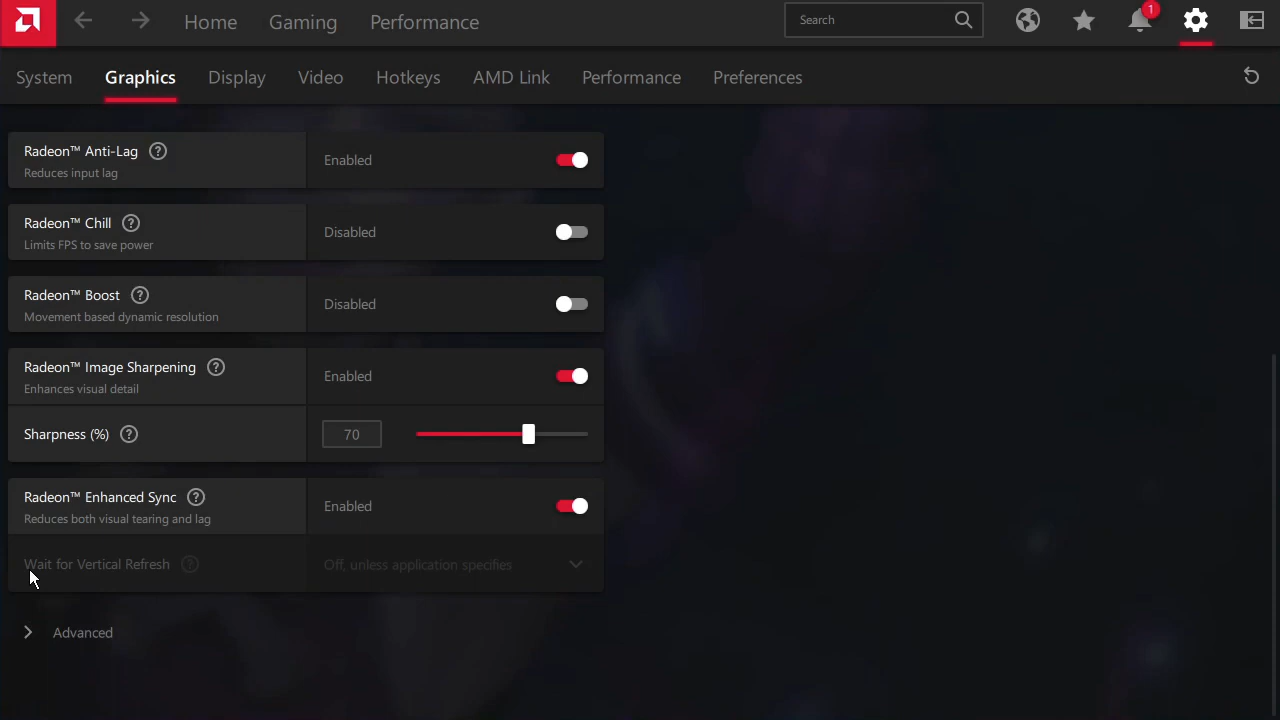 Home Gaming Performance Search 1
System Graphics Display Video Hotkeys AMD Link Performance Preferences
Radeon™ Anti-Lag ?
Reduces input lag
Enabled
Radeon™ Chill ?
Limits FPS to save power
Disabled
Radeon™ Boost ?
Movement based dynamic resolution
Disabled
Radeon™ Image Sharpening ?
Enhances visual detail
Enabled
Sharpness (%) ? 70
Radeon™ Enhanced Sync ?
Reduces both visual tearing and lag
Enabled
Wait for Vertical Refresh ? Off, unless application specifies
Advanced